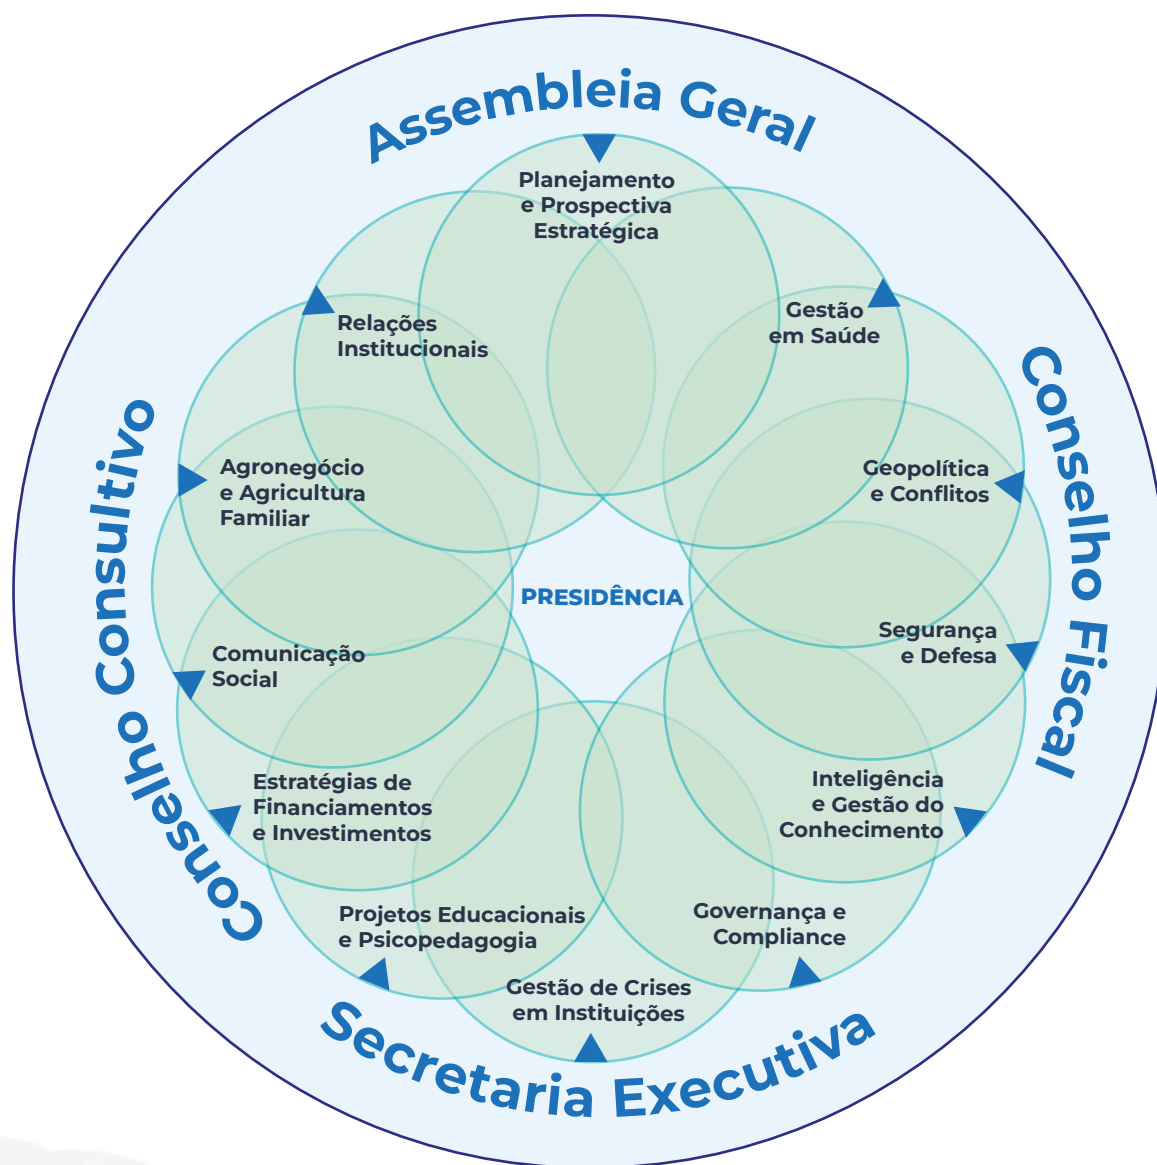 Assembleia Geral
Planejamento
e Prospectiva
Estratégica
Gestão
em Saúde
Relações
Institucionais
Conselho Fiscal
Conselho Consultivo
Agronegócio
e Agricultura
Familiar
Geopolítica
e Conflitos
PRESIDÊNCIA
Segurança
e Defesa
Comunicação
Social
Inteligência
e Gestão do
Conhecimento
Estratégias de
Financiamentos
e Investimentos
Projetos Educacionais
e Psicopedagogia
Governança e
Compliance
Gestão de Crises
em Instituições
Secretaria Executiva